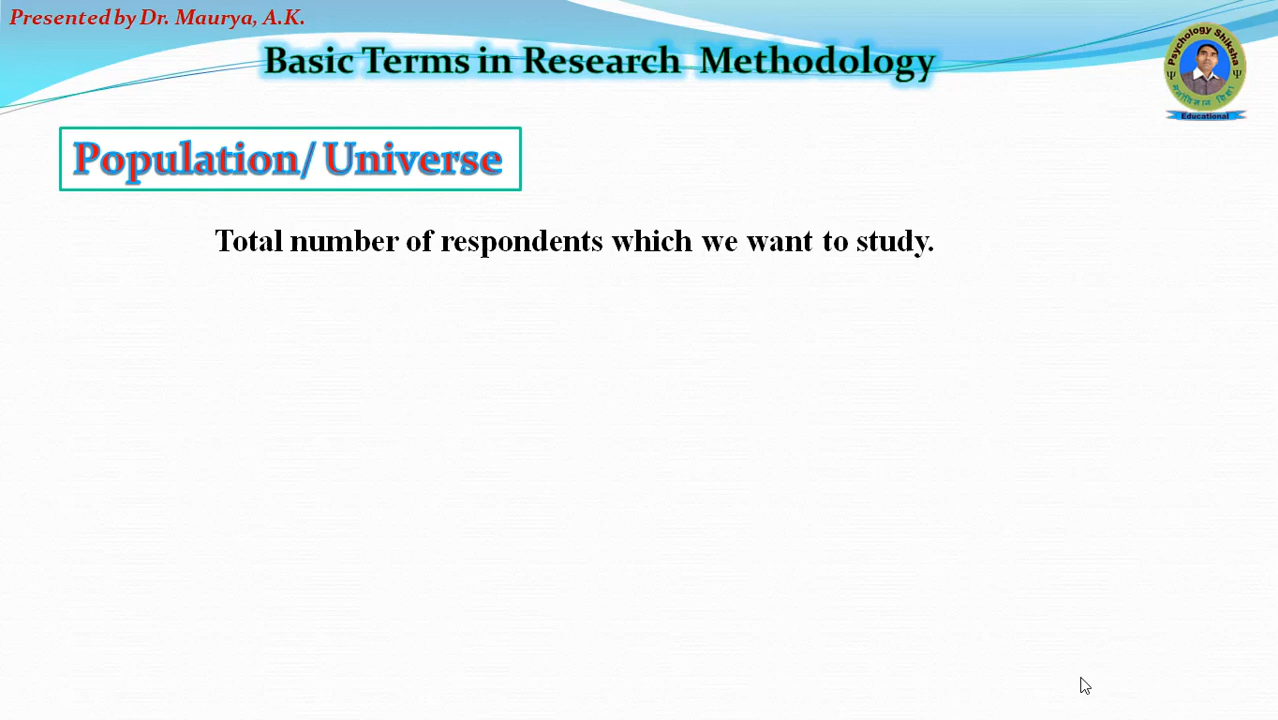 Presented by Dr. Maurya, A.K.
Basic Terms in Research Methodology
Psychology Shiksha
Ψ Ψ
मनोविज्ञान शिक्षा
Educational
Population/ Universe
Total number of respondents which we want to study.